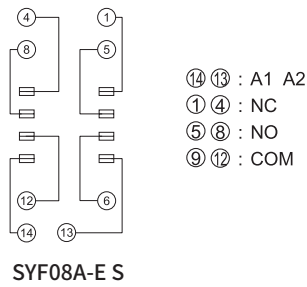 ④ ①
⑧ ⑤
⑫ ⑥
⑭ ⑬
⑭ ⑬ : A1 A2
① ④ : NC
⑤ ⑧ : NO
⑨ ⑫ : COM
SYF08A-E S